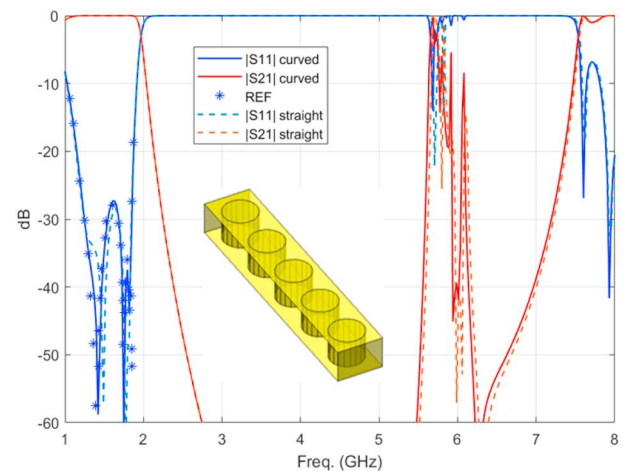 0
-10
-20
-30
-40
-50
-60
dB
|S11| curved
|S21| curved
REF
|S11| straight
|S21| straight
1 2 3 4 5 6 7 8
Freq. (GHz)